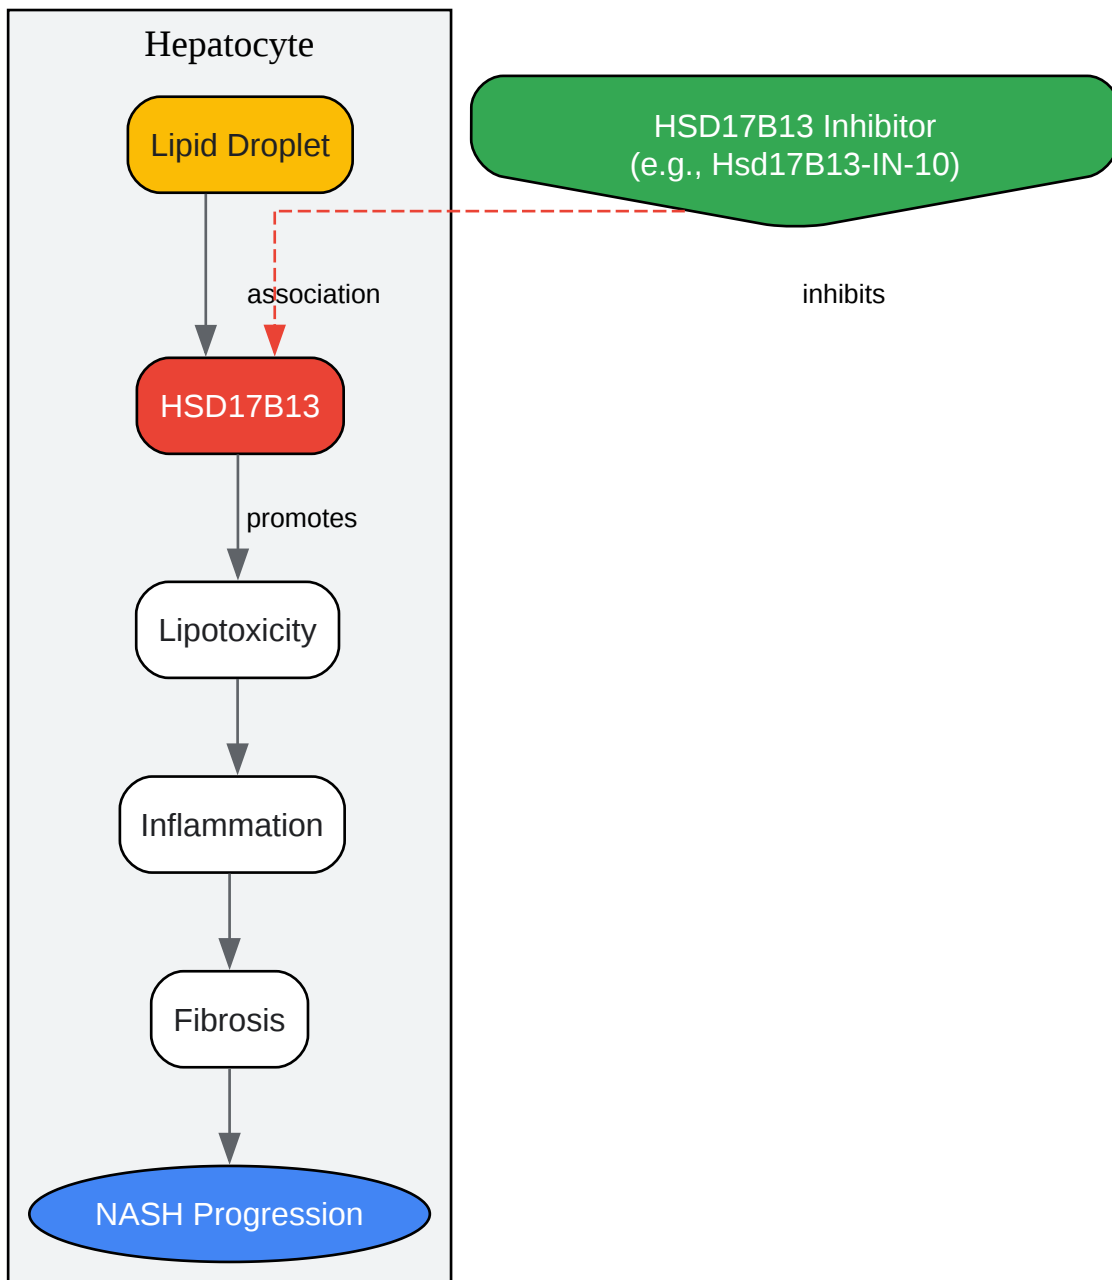 Hepatocyte
Lipid Droplet
HSD17B13 Inhibitor
(e.g., Hsd17B13-IN-10)
association
inhibits
HSD17B13
promotes
Lipotoxicity
Inflammation
Fibrosis
NASH Progression